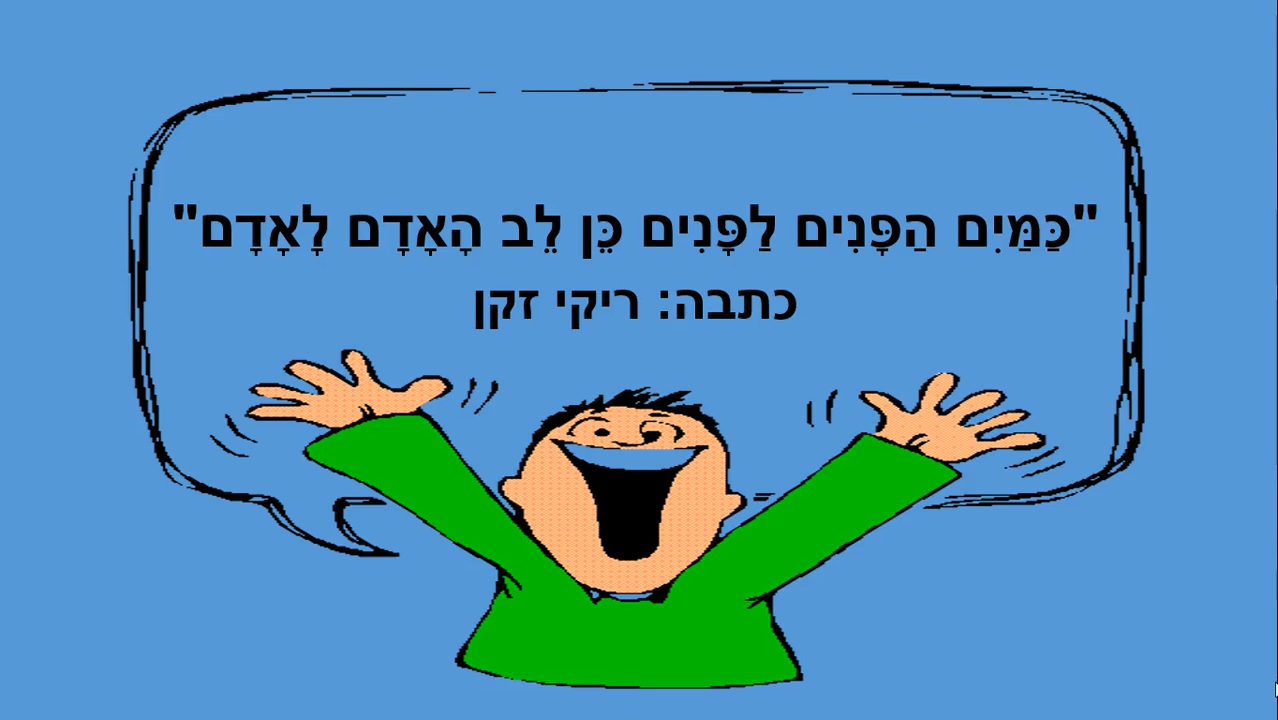 "כַּמַּיִם הַפָּנִים לַפָּנִים כֵּן לֵב הָאָדָם לָאָדָם"
כתבה: ריקי זקן